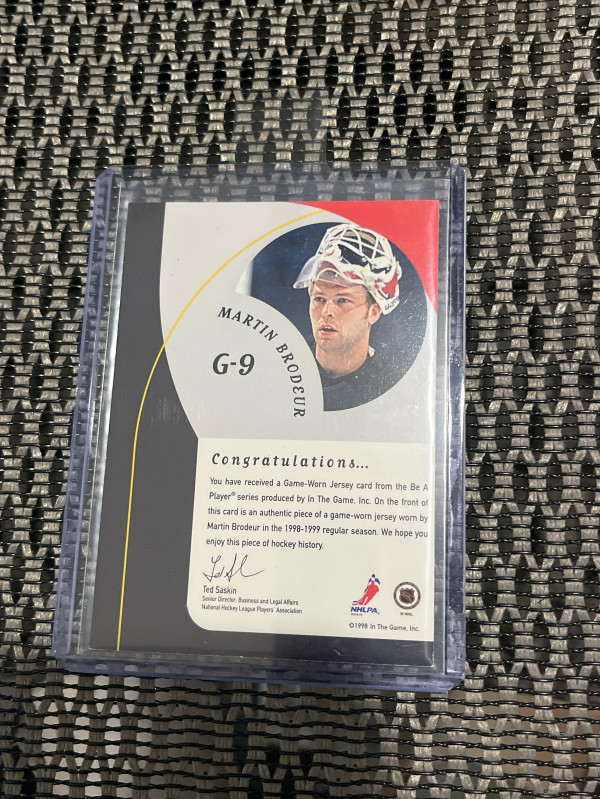 MARTIN BRODEUR
G-9
Congratulations...
You have received a Game-Worn Jersey card from the Be A
Player® series produced by In The Game, Inc. On the front of
this card is an authentic piece of a game-worn jersey worn by
Martin Brodeur in the 1998-1999 regular season. We hope you
enjoy this piece of hockey history.
Ted Saskin
Senior Director, Business and Legal Affairs
National Hockey League Players' Association
NHLPA
© NHL
©1998 In The Game, Inc.